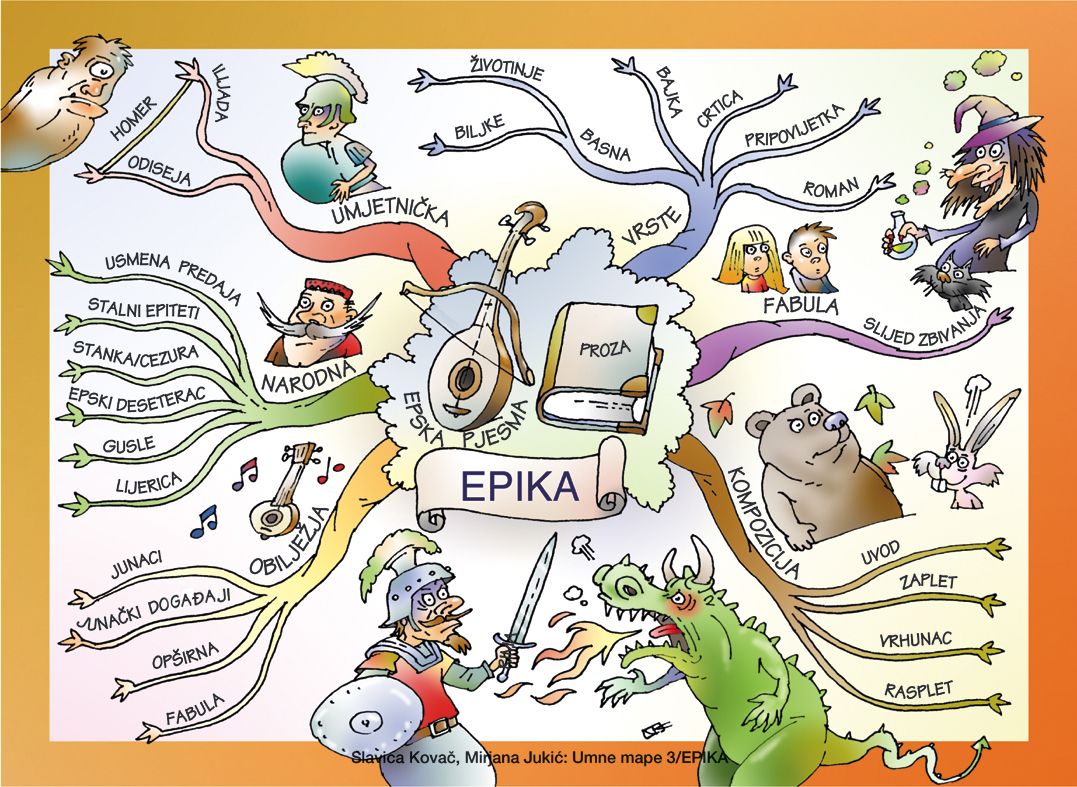 EPIKA
EPSKA PJESMA
PROZA
UMJETNIČKA
ILIJADA
HOMER
ODISEJA
NARODNA
USMENA PREDAJA
STALNI EPITETI
STANKA/CEZURA
EPSKI DESETERAC
GUSLE
LIJERICA
OBILJEŽJA
JUNACI
JUNAČKI DOGAĐAJI
OPŠIRNA
FABULA
VRSTE
BASNA
ŽIVOTINJE
BILJKE
BAJKA
CRTICA
PRIPOVIJETKA
ROMAN
FABULA
SLIJED ZBIVANJA
KOMPOZICIJA
UVOD
ZAPLET
VRHUNAC
RASPLET
Slavica Kovač, Mirjana Jukić: Umne mape 3/EPIKA